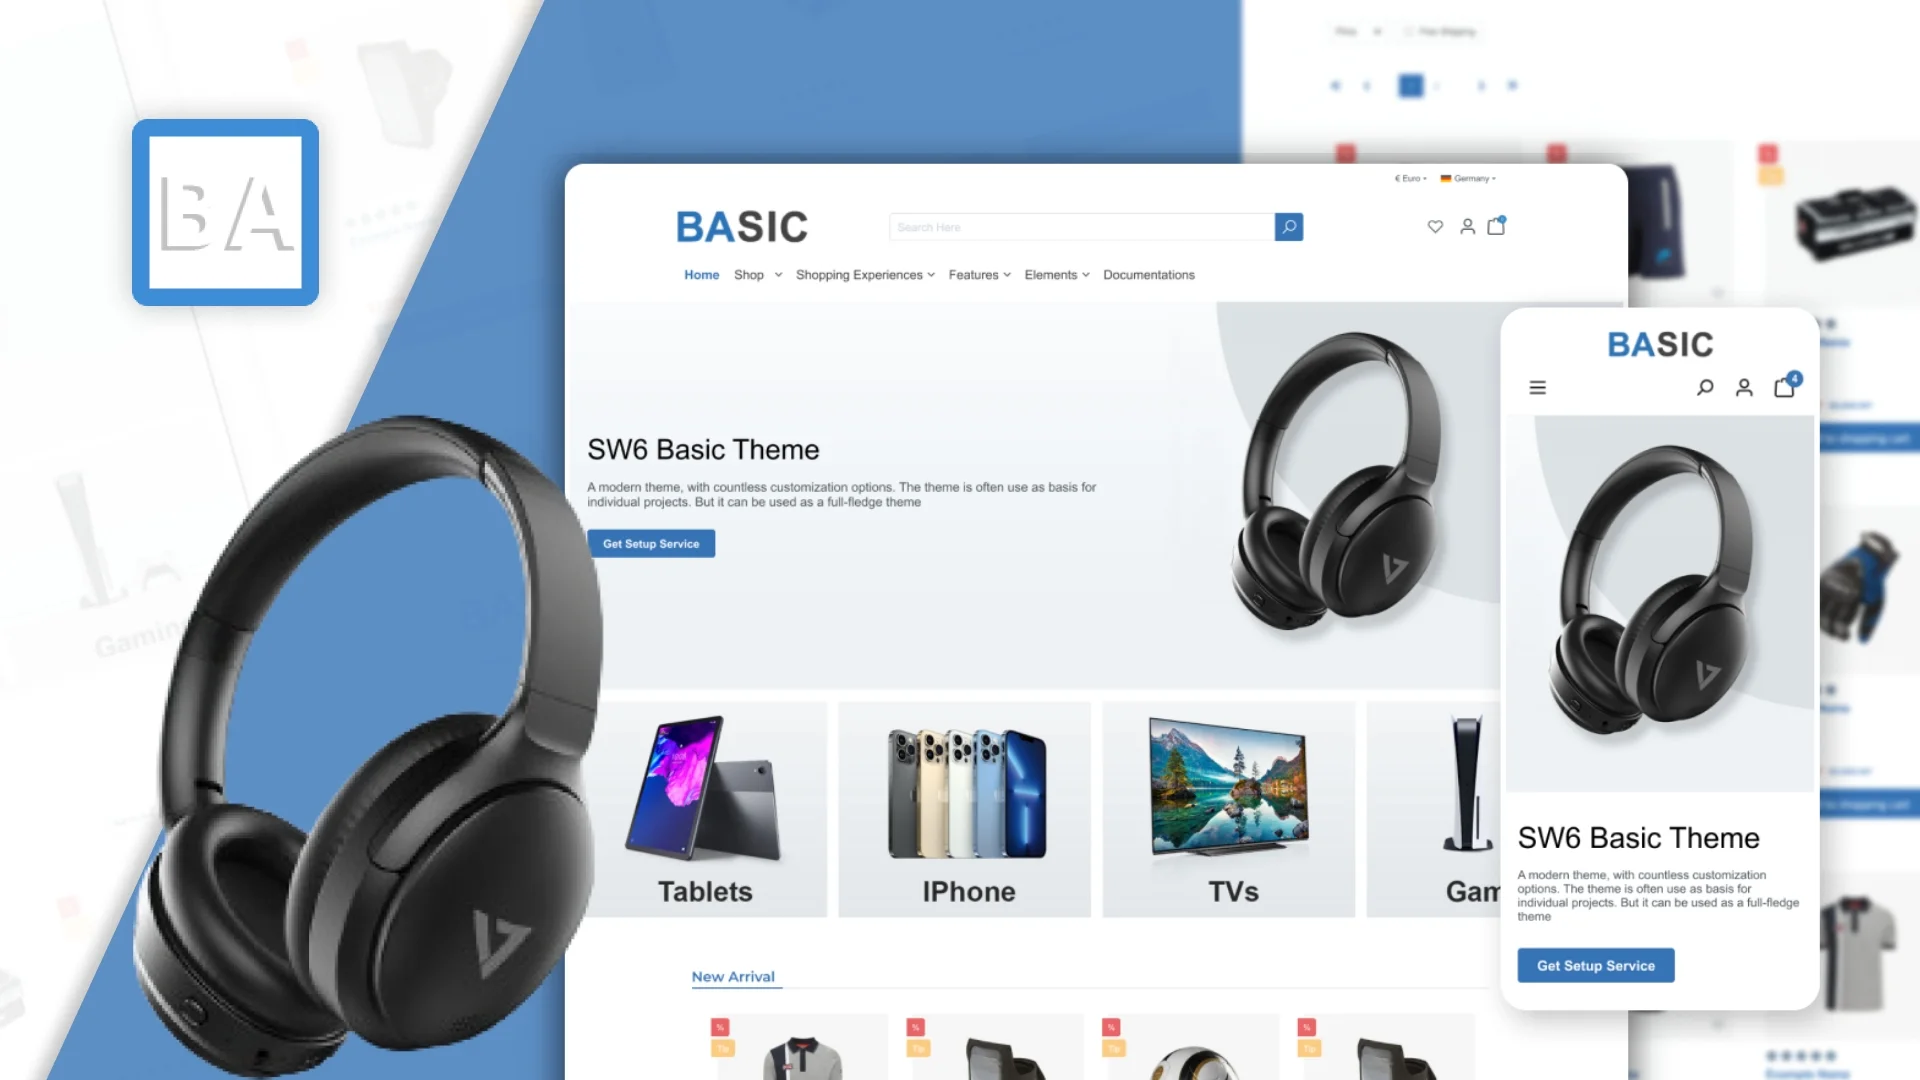 BA
€ Euro
Germany
BASIC
Search Here
Home Shop Shopping Experiences Features Elements Documentations
SW6 Basic Theme
A modern theme, with countless customization options. The theme is often use as basis for
individual projects. But it can be used as a full-fledge theme
Get Setup Service
Tablets
IPhone
TVs
Gam
New Arrival
%
Tip
%
Tip
%
Tip
%
Tip
BASIC
4
SW6 Basic Theme
A modern theme, with countless customization
options. The theme is often use as basis for
individual projects. But it can be used as a full-fledge
theme
Get Setup Service
Gamin